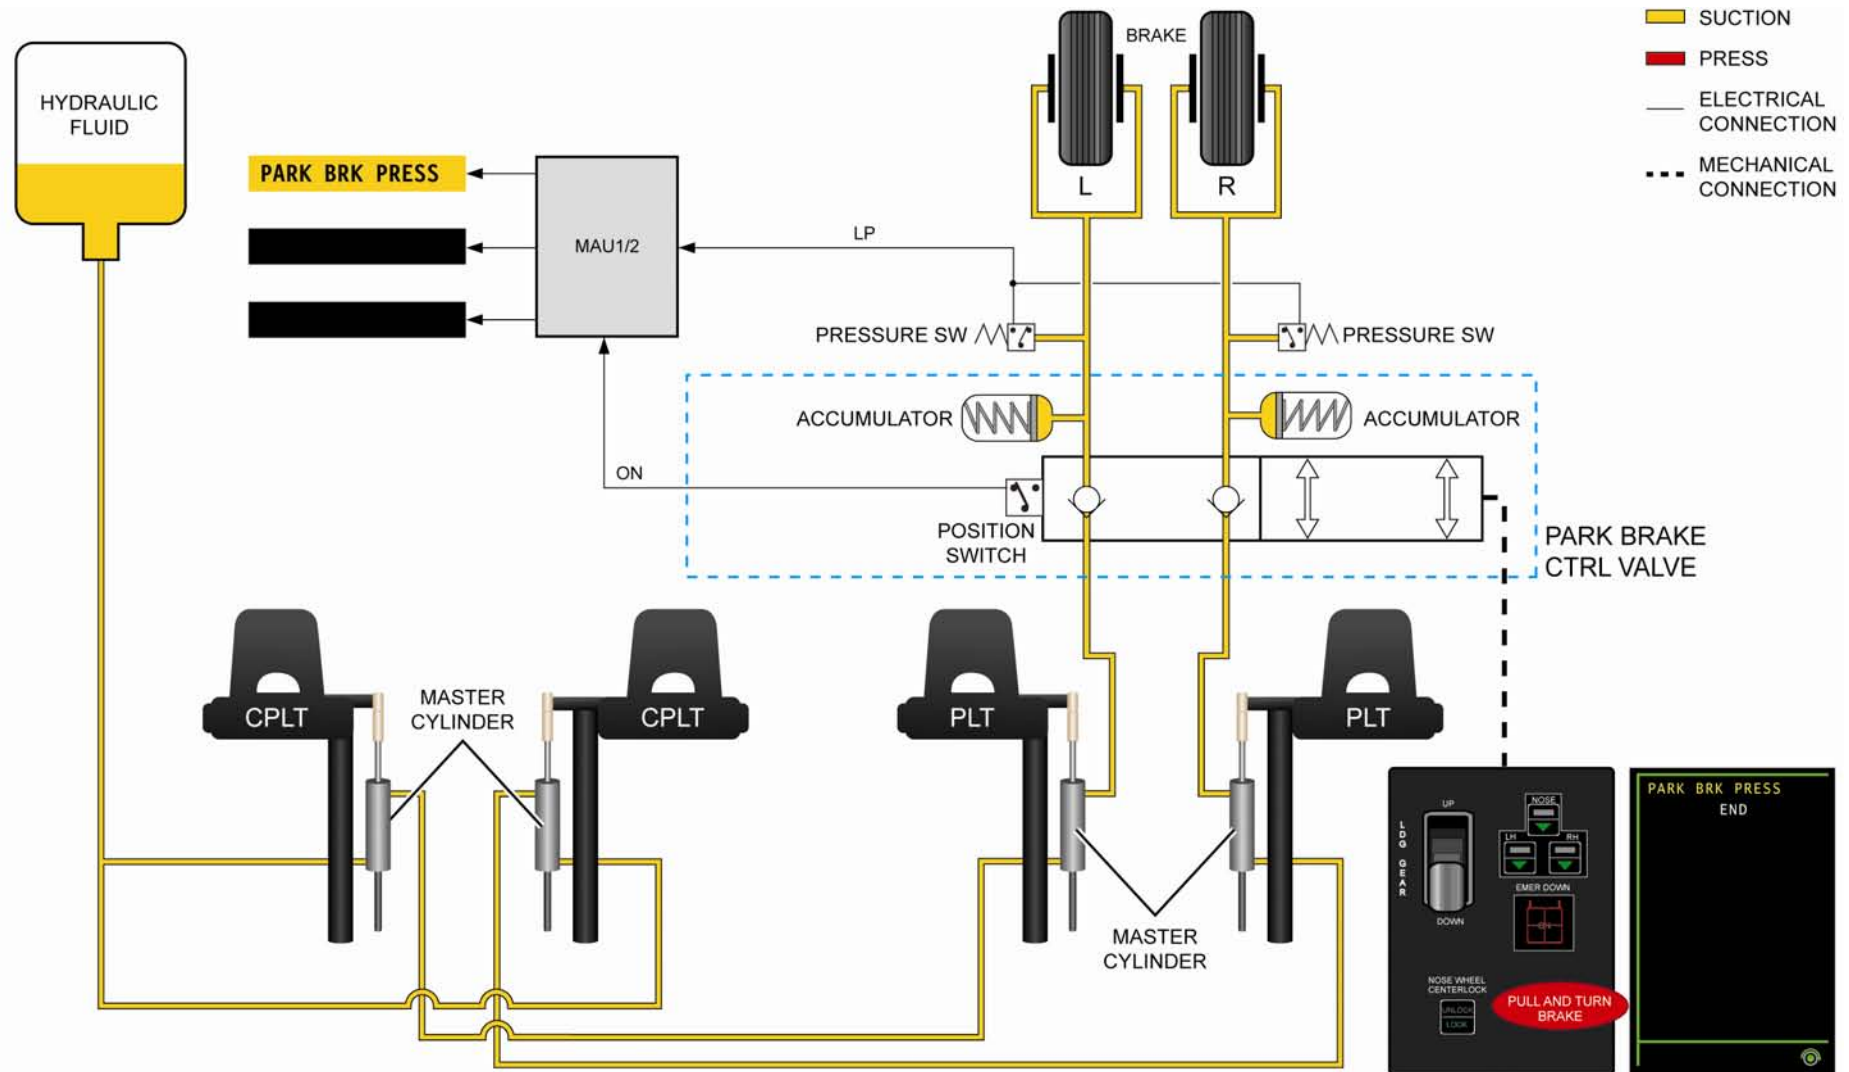 SUCTION
PRESS
ELECTRICAL
CONNECTION
MECHANICAL
CONNECTION
HYDRAULIC
FLUID
BRAKE
L
R
PARK BRK PRESS
MAU1/2
LP
PRESSURE SW
PRESSURE SW
ACCUMULATOR
ACCUMULATOR
ON
POSITION
SWITCH
PARK BRAKE
CTRL VALVE
CPLT
MASTER
CYLINDER
CPLT
PLT
PLT
MASTER
CYLINDER
UP
LDG GEAR
DOWN
NOSE
LH
RH
EMER DOWN
ON
NOSE WHEEL
CENTERLOCK
UNLOCK
LOCK
PULL AND TURN
BRAKE
PARK BRK PRESS
END